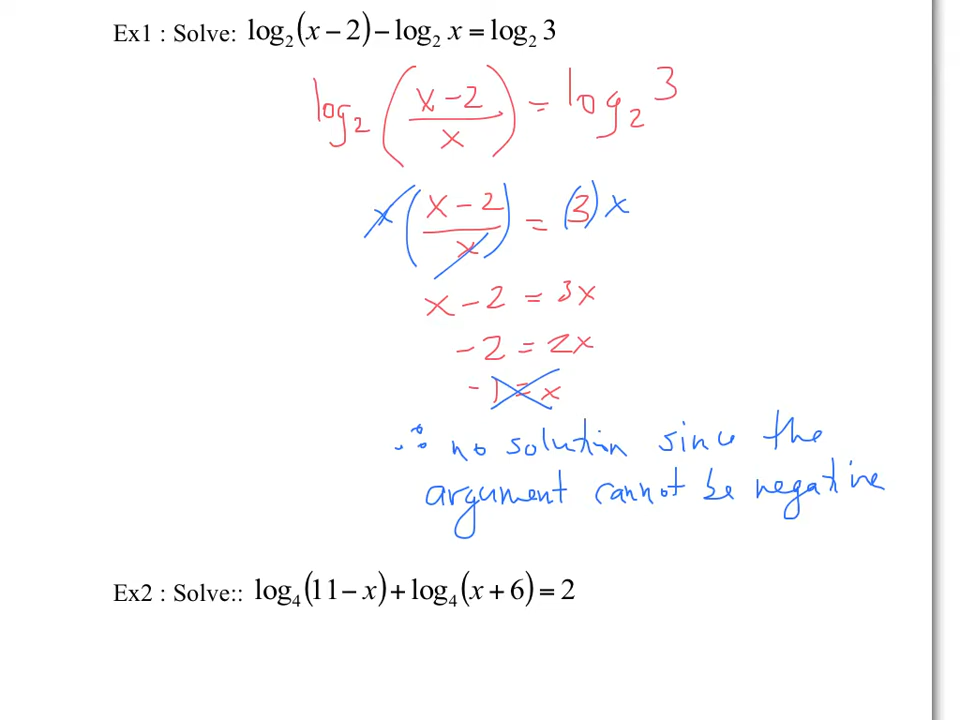 Ex1 : Solve: log₂(x − 2) − log₂ x = log₂ 3
log₂ ( (x − 2) / x ) = log₂ 3
x ( (x − 2) / x ) = (3) x
x − 2 = 3x
−2 = 2x
−1 = x
∴ no solution since the
argument cannot be negative
Ex2 : Solve:: log₄(11 − x) + log₄(x + 6) = 2